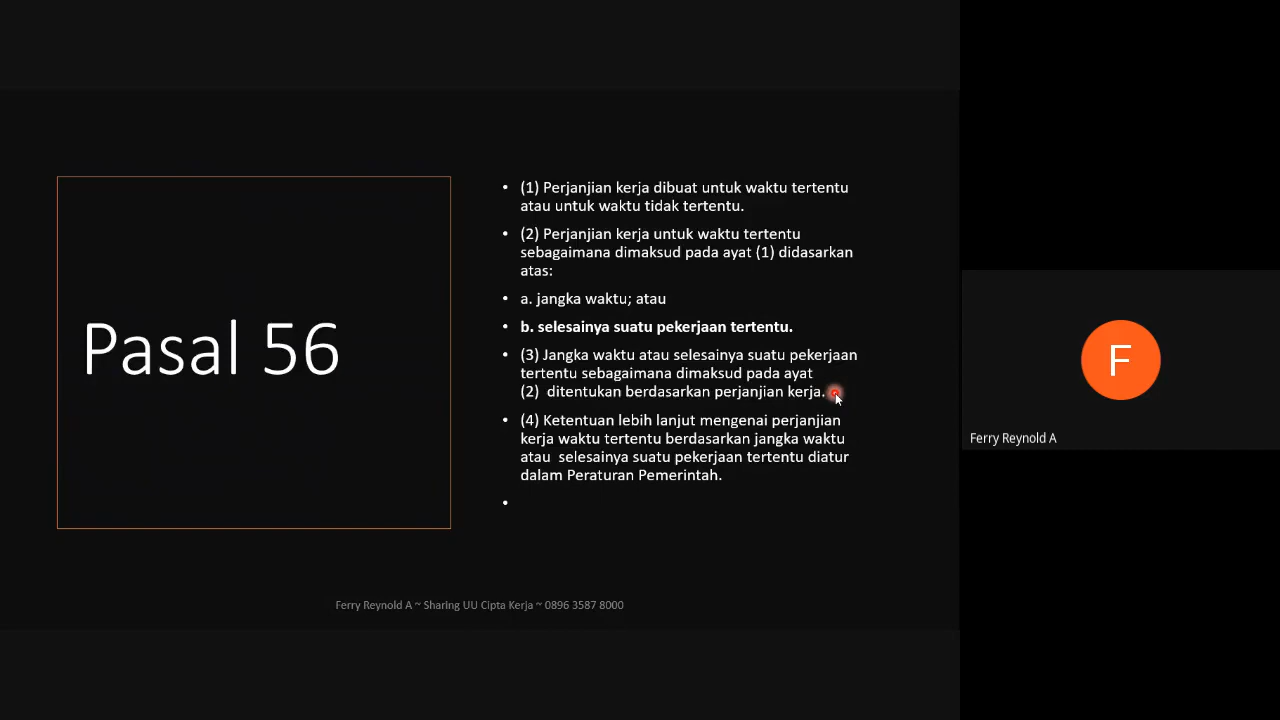 Pasal 56
• (1) Perjanjian kerja dibuat untuk waktu tertentu
atau untuk waktu tidak tertentu.
• (2) Perjanjian kerja untuk waktu tertentu
sebagaimana dimaksud pada ayat (1) didasarkan
atas:
• a. jangka waktu; atau
• b. selesainya suatu pekerjaan tertentu.
• (3) Jangka waktu atau selesainya suatu pekerjaan
tertentu sebagaimana dimaksud pada ayat
(2) ditentukan berdasarkan perjanjian kerja.
• (4) Ketentuan lebih lanjut mengenai perjanjian
kerja waktu tertentu berdasarkan jangka waktu
atau selesainya suatu pekerjaan tertentu diatur
dalam Peraturan Pemerintah.
•
Ferry Reynold A ~ Sharing UU Cipta Kerja ~ 0896 3587 8000
F
Ferry Reynold A